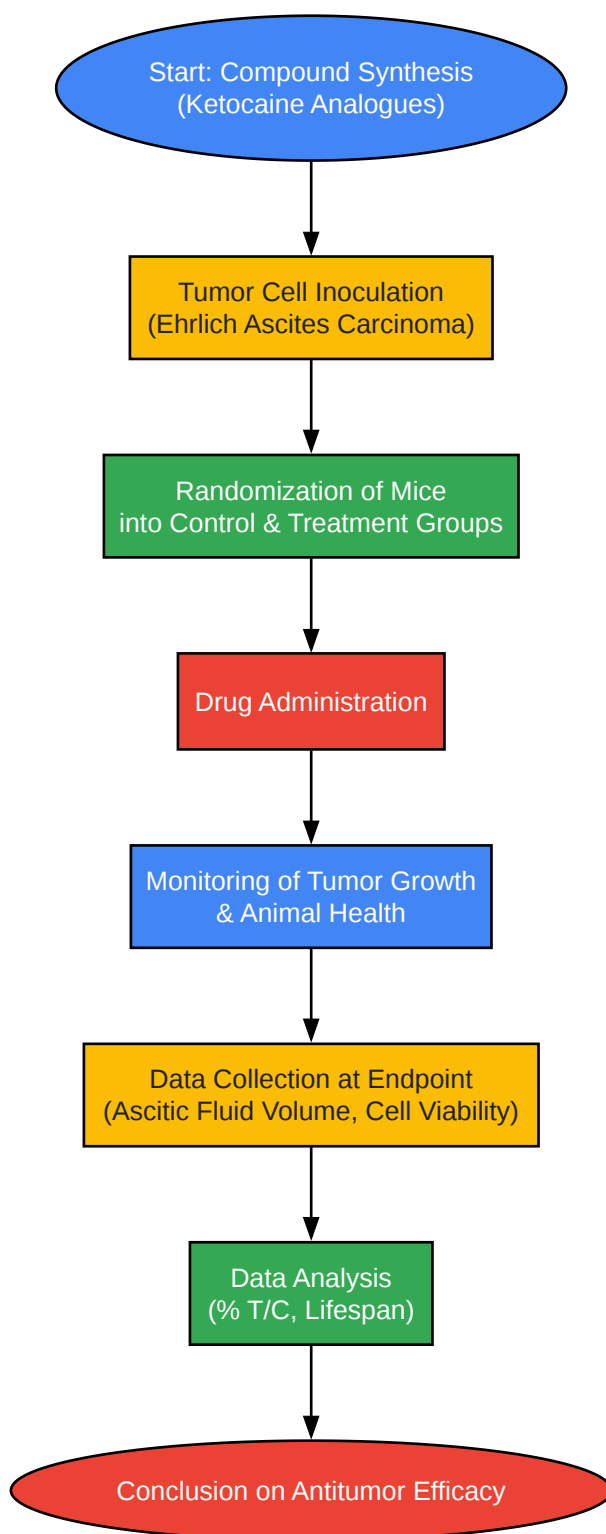 Start: Compound Synthesis
(Ketocaine Analogues)
Tumor Cell Inoculation
(Ehrlich Ascites Carcinoma)
Randomization of Mice
into Control & Treatment Groups
Drug Administration
Monitoring of Tumor Growth
& Animal Health
Data Collection at Endpoint
(Ascitic Fluid Volume, Cell Viability)
Data Analysis
(% T/C, Lifespan)
Conclusion on Antitumor Efficacy